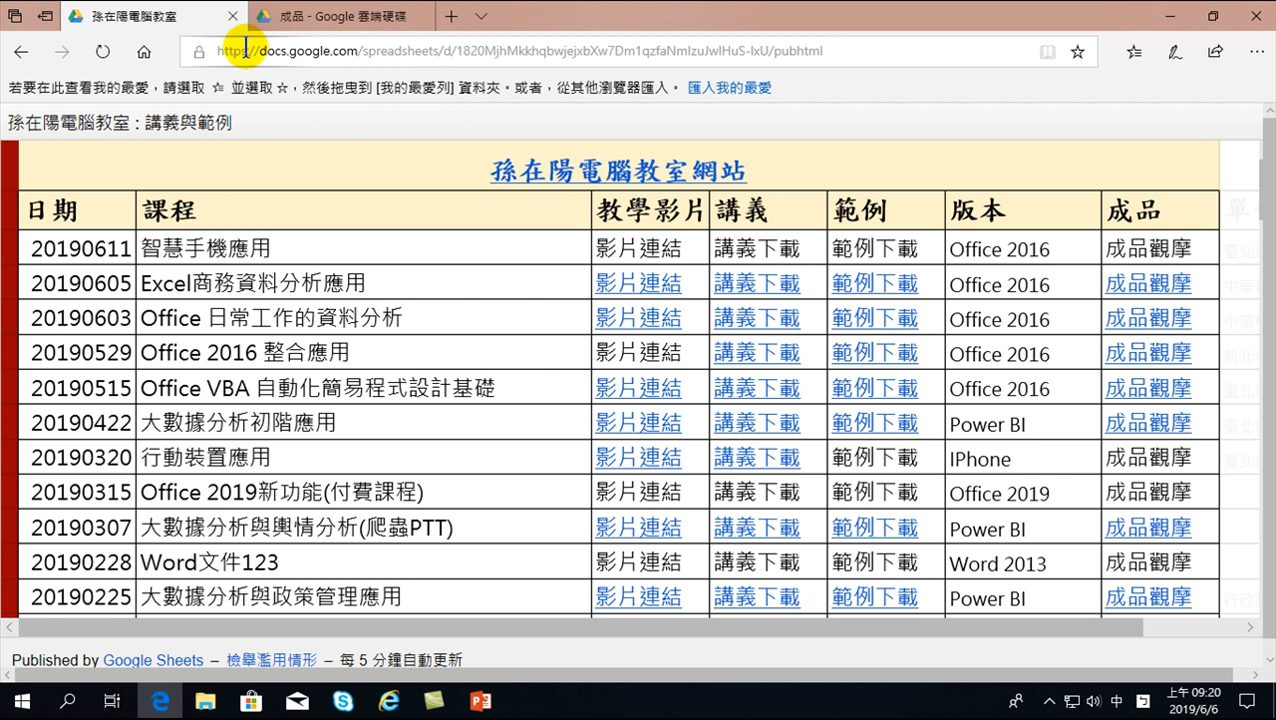 孫在陽電腦教室
成品 - Google 雲端硬碟
https://docs.google.com/spreadsheets/d/1820MjhMkkhqbwjejxbXw7Dm1qzfaNmIzuJwlHuS-IxU/pubhtml
若要在此查看我的最愛，請選取 並選取 ☆，然後拖曳到 [我的最愛列] 資料夾。或者，從其他瀏覽器匯入。 匯入我的最愛
孫在陽電腦教室 : 講義與範例
孫在陽電腦教室網站
日期 課程 教學影片 講義 範例 版本 成品
20190611 智慧手機應用 影片連結 講義下載 範例下載 Office 2016 成品觀摩
20190605 Excel商務資料分析應用 影片連結 講義下載 範例下載 Office 2016 成品觀摩
20190603 Office 日常工作的資料分析 影片連結 講義下載 範例下載 Office 2016 成品觀摩
20190529 Office 2016 整合應用 影片連結 講義下載 範例下載 Office 2016 成品觀摩
20190515 Office VBA 自動化簡易程式設計基礎 影片連結 講義下載 範例下載 Office 2016 成品觀摩
20190422 大數據分析初階應用 影片連結 講義下載 範例下載 Power BI 成品觀摩
20190320 行動裝置應用 影片連結 講義下載 範例下載 IPhone 成品觀摩
20190315 Office 2019新功能(付費課程) 影片連結 講義下載 範例下載 Office 2019 成品觀摩
20190307 大數據分析與輿情分析(爬蟲PTT) 影片連結 講義下載 範例下載 Power BI 成品觀摩
20190228 Word文件123 影片連結 講義下載 範例下載 Word 2013 成品觀摩
20190225 大數據分析與政策管理應用 影片連結 講義下載 範例下載 Power BI 成品觀摩
Published by Google Sheets – 檢舉濫用情形 – 每 5 分鐘自動更新
中
上午 09:20
2019/6/6